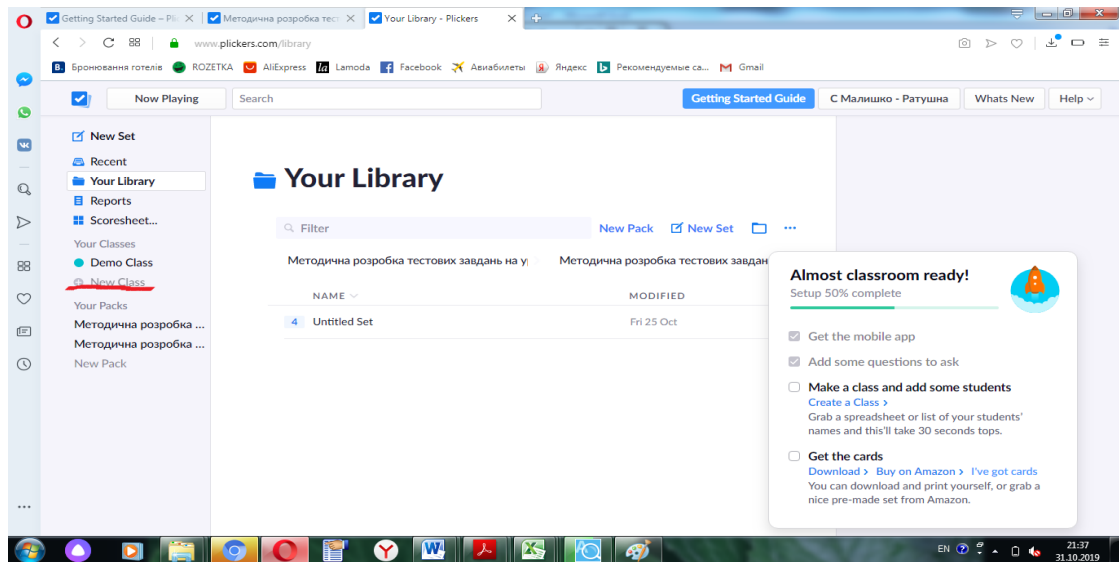 Getting Started Guide – Pli
Методична розробка тес
Your Library - Plickers
www.plickers.com/library
B. Бронювання готелів
ROZETKA
AliExpress
la Lamoda
Facebook
Авиабилеты
Яндекс
Рекомендуемые са...
Gmail
Now Playing
Search
Getting Started Guide
С Малишко - Ратушна
Whats New
Help
New Set
Recent
Your Library
Reports
Scoresheet...
Your Classes
Demo Class
New Class
Your Packs
Методична розробка ...
Методична розробка ...
New Pack
Your Library
Filter
New Pack
New Set
Методична розробка тестових завдань на у
Методична розробка тестових завдан
NAME
MODIFIED
4 Untitled Set
Fri 25 Oct
Almost classroom ready!
Setup 50% complete
Get the mobile app
Add some questions to ask
Make a class and add some students
Create a Class >
Grab a spreadsheet or list of your students'
names and this'll take 30 seconds tops.
Get the cards
Download > Buy on Amazon > I've got cards
You can download and print yourself, or grab a
nice pre-made set from Amazon.
EN
21:37
31.10.2019